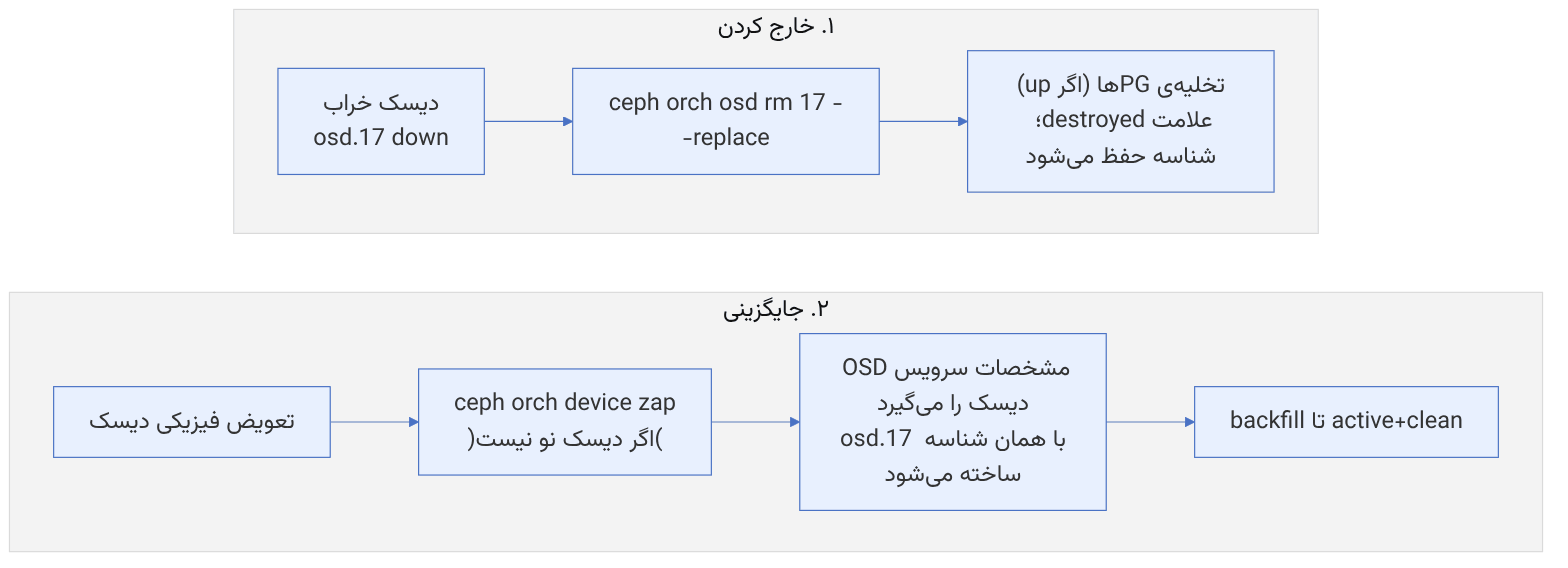 ۱. خارج کردن
دیسک خراب
osd.17 down
ceph orch osd rm 17 -
-replace
تخلیه‌ی PGها (اگر up)
علامت destroyed؛
شناسه حفظ می‌شود
۲. جایگزینی
تعویض فیزیکی دیسک
ceph orch device zap
(اگر دیسک نو نیست)
مشخصات سرویس OSD
دیسک را می‌گیرد
با همان شناسه osd.17
ساخته می‌شود
backfill تا active+clean